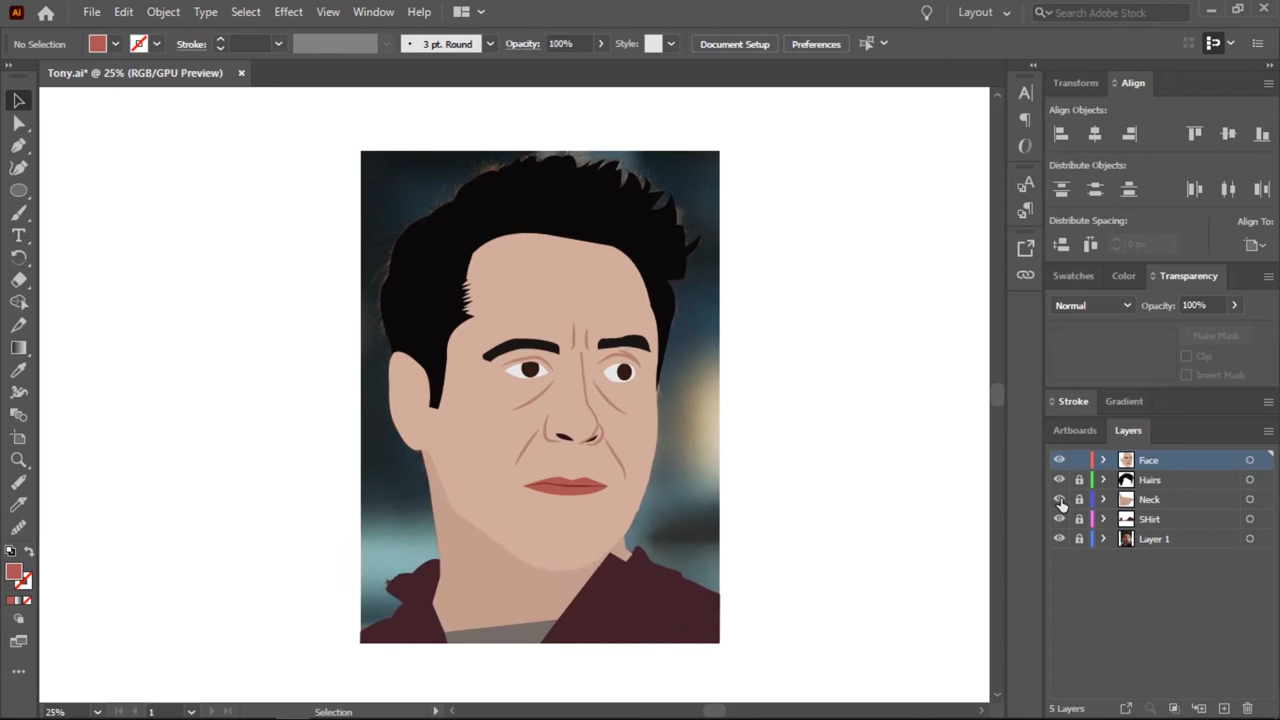 Ai File Edit Object Type Select Effect View Window Help Layout Search Adobe Stock
No Selection Stroke: 3 pt. Round Opacity: 100% Style: Document Setup Preferences
Tony.ai* @ 25% (RGB/GPU Preview)
Transform Align
Align Objects:
Distribute Objects:
Distribute Spacing: Align To:
0 px
Swatches Color Transparency
Normal Opacity: 100%
Make Mask
Clip
Invert Mask
Stroke Gradient
Artboards Layers
Face
Hairs
Neck
SHirt
Layer 1
25% 1 Selection 5 Layers